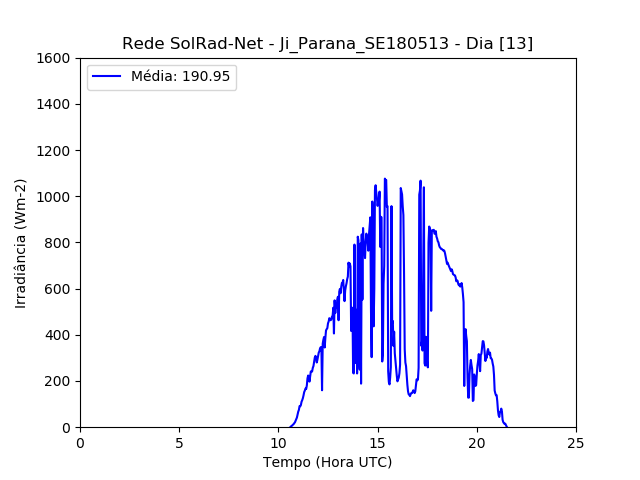 Rede SolRad-Net - Ji_Parana_SE180513 - Dia [13]
Média: 190.95
Irradiância (Wm-2)
1600
1400
1200
1000
800
600
400
200
0
0 5 10 15 20 25
Tempo (Hora UTC)